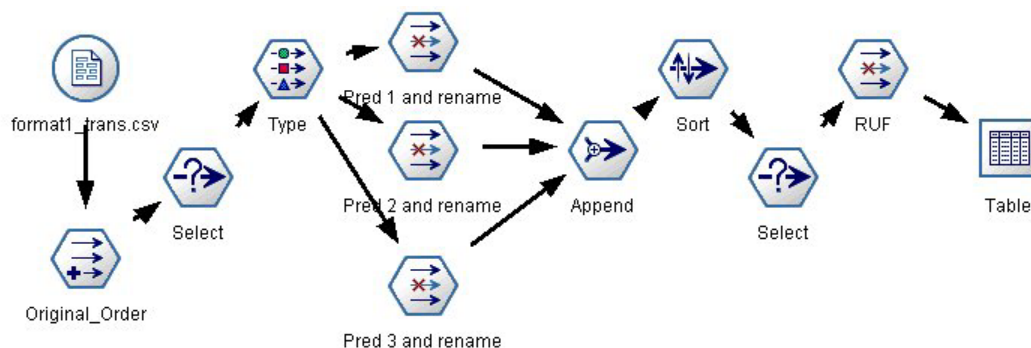 format1_trans.csv
Original_Order
Select
Type
Pred 1 and rename
Pred 2 and rename
Pred 3 and rename
Append
Sort
Select
RUF
Table